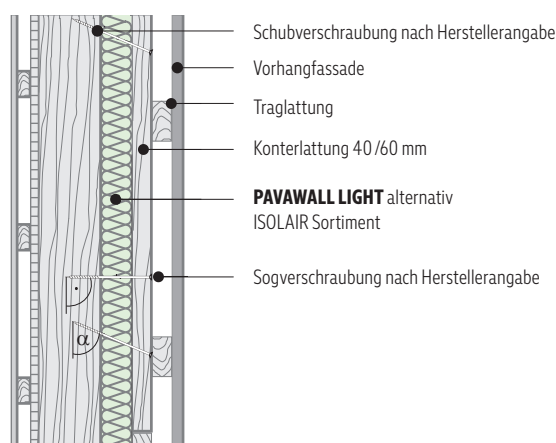 Schubverschraubung nach Herstellerangabe
Vorhangfassade
Traglattung
Konterlattung 40/60 mm
PAVAWALL LIGHT alternativ
ISOLAIR Sortiment
Sogverschraubung nach Herstellerangabe
α